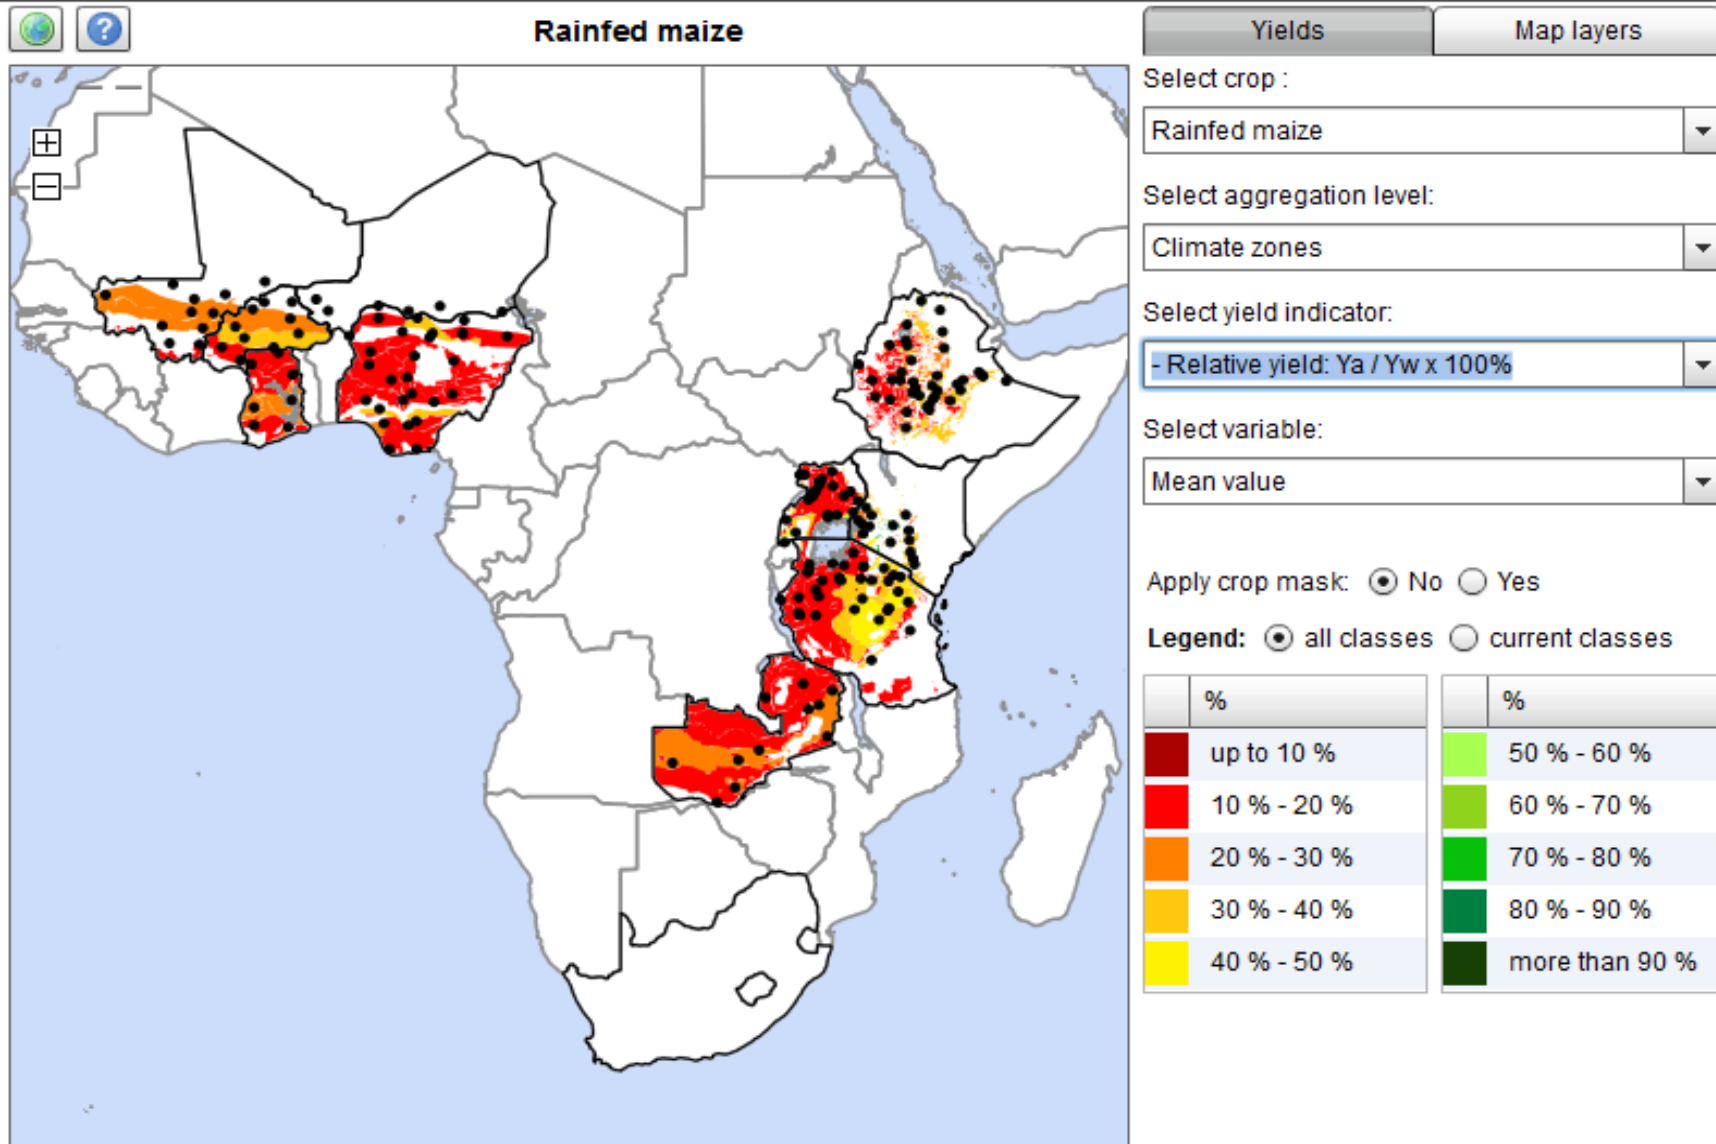 Rainfed maize
Yields
Map layers
Select crop :
Rainfed maize
Select aggregation level:
Climate zones
Select yield indicator:
- Relative yield: Ya / Yw x 100%
Select variable:
Mean value
Apply crop mask: No Yes
Legend: all classes current classes
% %
up to 10 % 50 % - 60 %
10 % - 20 % 60 % - 70 %
20 % - 30 % 70 % - 80 %
30 % - 40 % 80 % - 90 %
40 % - 50 % more than 90 %